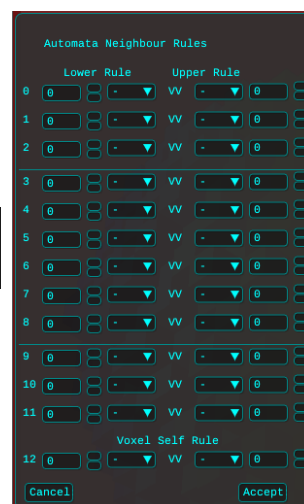 Automata Neighbour Rules
Lower Rule Upper Rule
0 0 - VV - 0
1 0 - VV - 0
2 0 - VV - 0
3 0 - VV - 0
4 0 - VV - 0
5 0 - VV - 0
6 0 - VV - 0
7 0 - VV - 0
8 0 - VV - 0
9 0 - VV - 0
10 0 - VV - 0
11 0 - VV - 0
Voxel Self Rule
12 0 - VV - 0
Cancel Accept